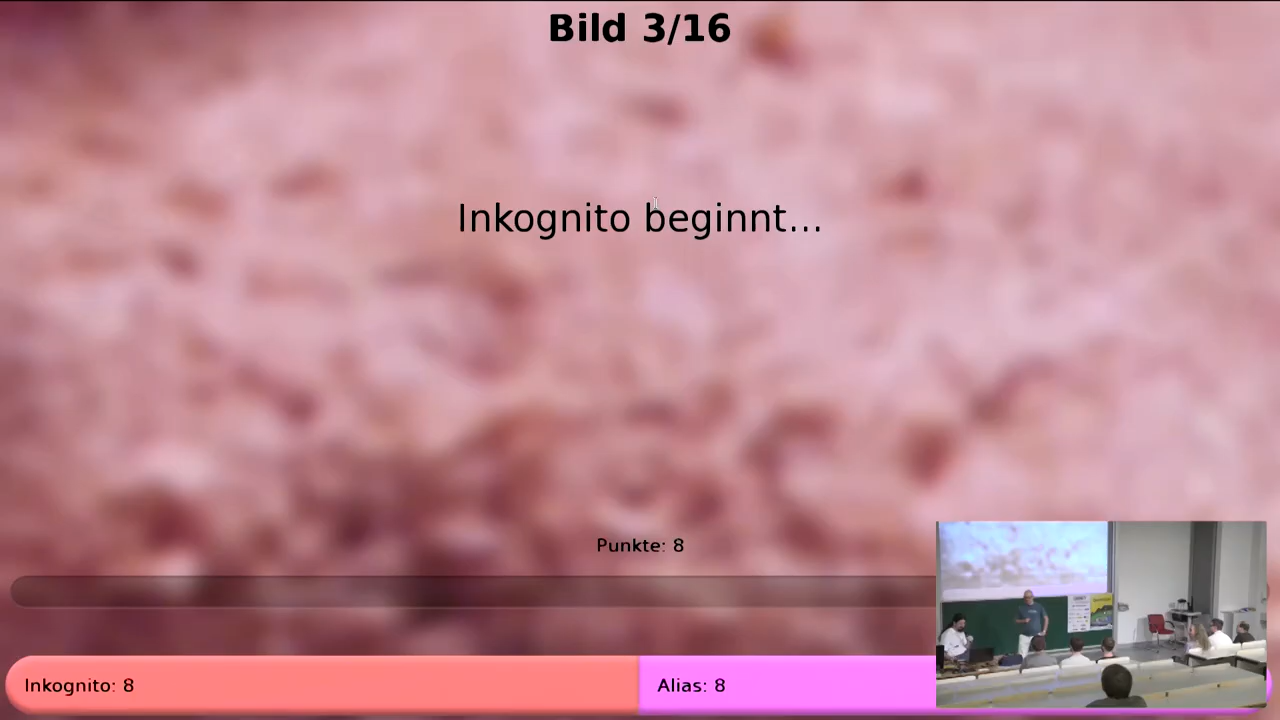 Bild 3/16
Inkognito beginnt...
Punkte: 8
Inkognito: 8
Alias: 8